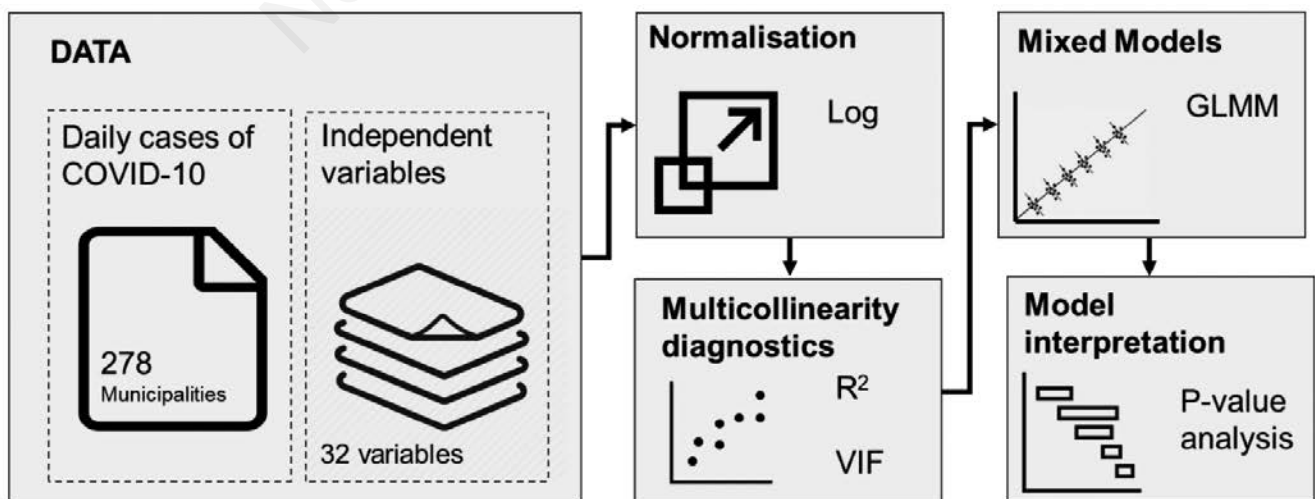 DATA
Daily cases of
COVID-10
278
Municipalities
Independent
variables
32 variables
Normalisation
Log
Multicollinearity
diagnostics
R²
VIF
Mixed Models
GLMM
Model
interpretation
P-value
analysis